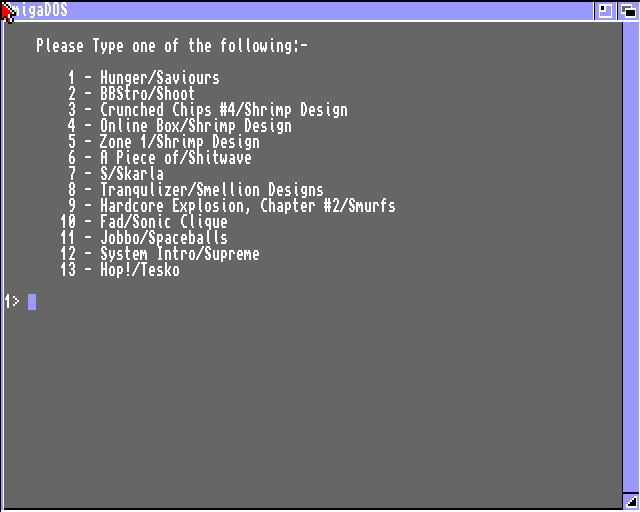 AmigaDOS
Please Type one of the following:-
1 - Hunger/Saviours
2 - BBStro/Shoot
3 - Crunched Chips #4/Shrimp Design
4 - Online Box/Shrimp Design
5 - Zone 1/Shrimp Design
6 - A Piece of/Shitwave
7 - S/Skarla
8 - Tranqulizer/Smellion Designs
9 - Hardcore Explosion, Chapter #2/Smurfs
10 - Fad/Sonic Clique
11 - Jobbo/Spaceballs
12 - System Intro/Supreme
13 - Hop!/Tesko
1>